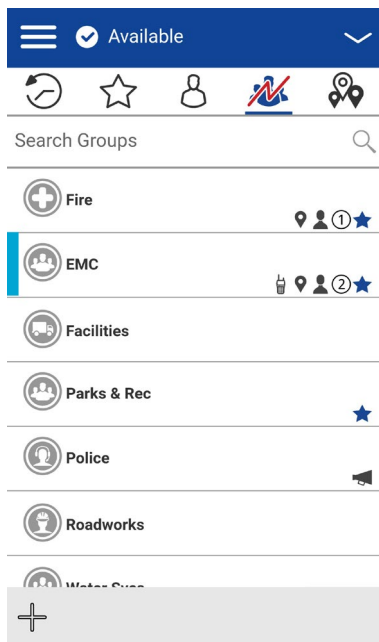 Available
Search Groups
Fire
1
EMC
2
Facilities
Parks & Rec
Police
Roadworks